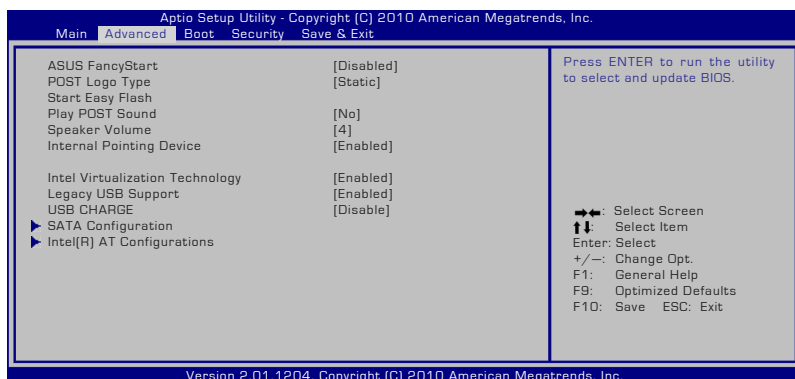 Aptio Setup Utility - Copyright (C) 2010 American Megatrends, Inc.
Main Advanced Boot Security Save & Exit
ASUS FancyStart [Disabled]
POST Logo Type [Static]
Start Easy Flash
Play POST Sound [No]
Speaker Volume [4]
Internal Pointing Device [Enabled]
Intel Virtualization Technology [Enabled]
Legacy USB Support [Enabled]
USB CHARGE [Disable]
SATA Configuration
Intel(R) AT Configurations
Press ENTER to run the utility
to select and update BIOS.
→←: Select Screen
↑↓: Select Item
Enter: Select
+/—: Change Opt.
F1: General Help
F9: Optimized Defaults
F10: Save ESC: Exit
Version 2.01.1204. Copyright (C) 2010 American Megatrends, Inc.